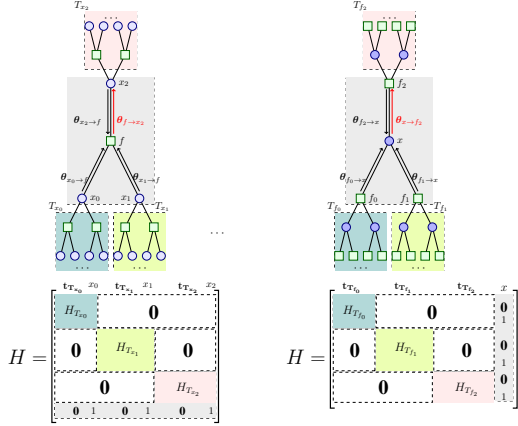 T_{x_2}
...
x_2
θ_{x_2→f} θ_{f→x_2}
f
θ_{x_0→f} θ_{x_1→f}
x_0 x_1
T_{x_0} T_{x_1}
... ...
t_{T_{x_0}} x_0 t_{T_{x_1}} x_1 t_{T_{x_2}} x_2
H_{T_{x_0}} 0
H = 0 H_{T_{x_1}} 0
0 H_{T_{x_2}}
0 1 0 1 0 1
...
T_{f_2}
...
f_2
θ_{f_2→x} θ_{x→f_2}
x
θ_{f_0→x} θ_{f_1→x}
f_0 f_1
T_{f_0} T_{f_1}
... ...
t_{T_{f_0}} t_{T_{f_1}} t_{T_{f_2}} x
H_{T_{f_0}} 0 0
1
H = 0 H_{T_{f_1}} 0 0
1
0 H_{T_{f_2}} 0
1